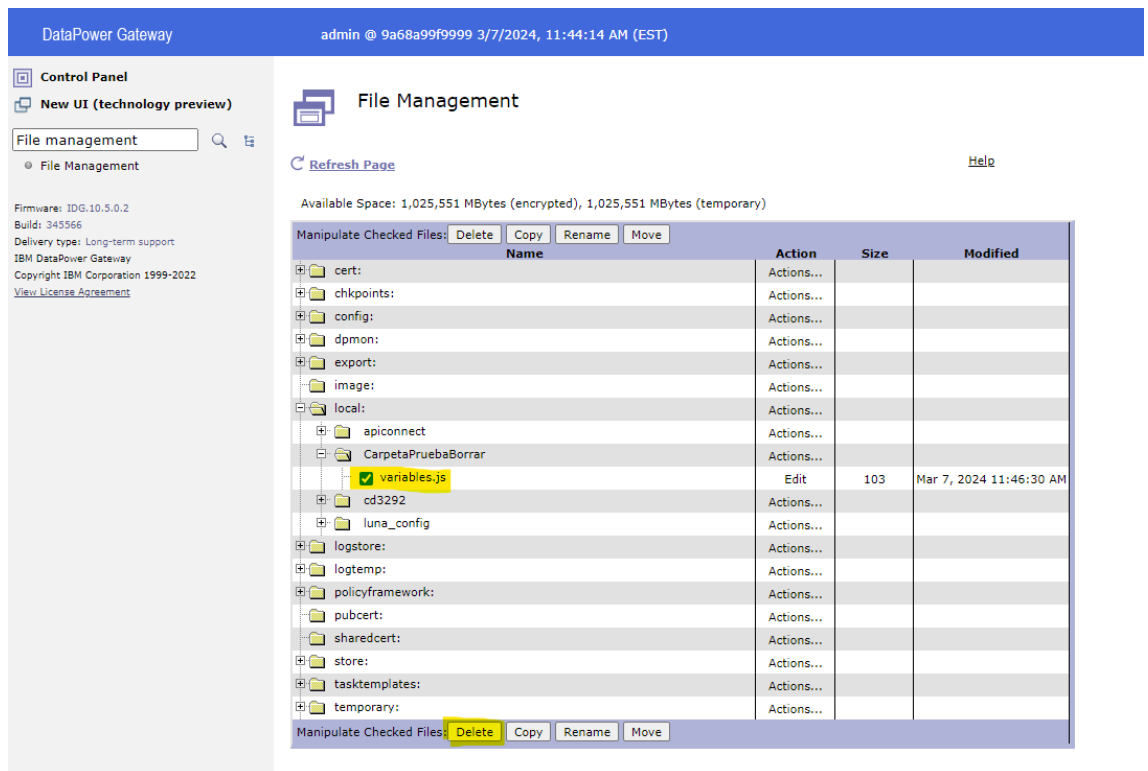 DataPower Gateway
admin @ 9a68a99f9999 3/7/2024, 11:44:14 AM (EST)
Control Panel
New UI (technology preview)
File management
File Management
Firmware: IDG.10.5.0.2
Build: 345566
Delivery type: Long-term support
IBM DataPower Gateway
Copyright IBM Corporation 1999-2022
View License Agreement
File Management
Refresh Page
Help
Available Space: 1,025,551 MBytes (encrypted), 1,025,551 MBytes (temporary)
Manipulate Checked Files: Delete Copy Rename Move
Name Action Size Modified
cert: Actions...
chkpoints: Actions...
config: Actions...
dpmon: Actions...
export: Actions...
image: Actions...
local: Actions...
apiconnect Actions...
CarpetaPruebaBorrar Actions...
variables.js Edit 103 Mar 7, 2024 11:46:30 AM
cd3292 Actions...
luna_config Actions...
logstore: Actions...
logtemp: Actions...
policyframework: Actions...
pubcert: Actions...
sharedcert: Actions...
store: Actions...
tasktemplates: Actions...
temporary: Actions...
Manipulate Checked Files: Delete Copy Rename Move